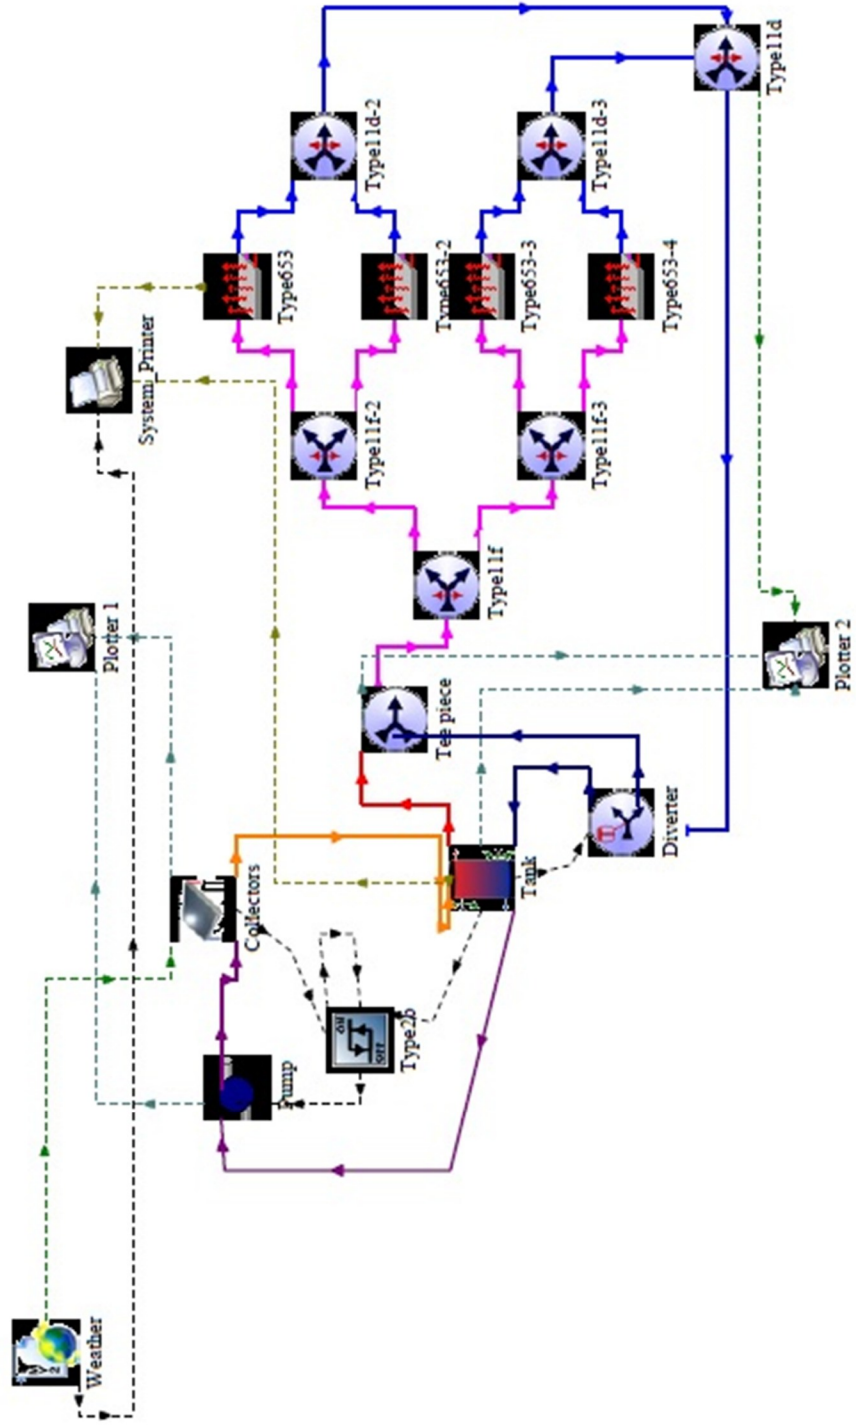 Weather
Plotter 1
System_Printer
Collectors
Pump
Type653
Type11f-2
Type11d-2
Type2b
Tee piece
Type653-2
Type11f
Tank
Type653-3
Type11f-3
Type11d-3
Diverter
Type653-4
Type11d
Plotter 2